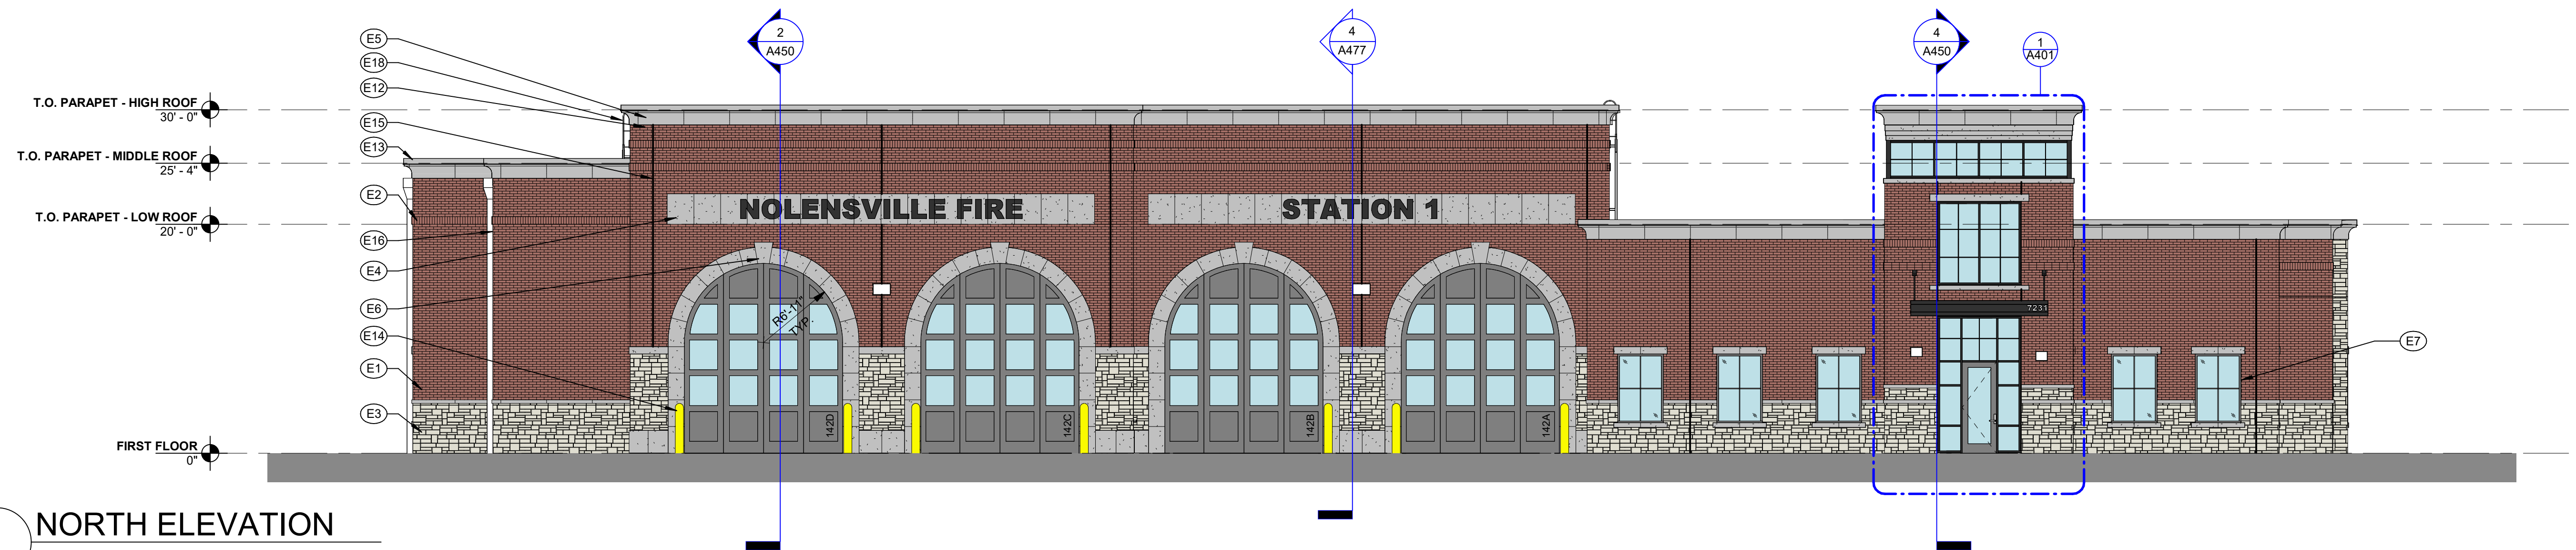 2
A450
4
A477
4
A450
1
A401
E5
E18
E12
E15
E13
E2
E16
E4
E6
E14
E1
E3
E7
T.O. PARAPET - HIGH ROOF
30' - 0"
T.O. PARAPET - MIDDLE ROOF
25' - 4"
T.O. PARAPET - LOW ROOF
20' - 0"
FIRST FLOOR
0"
NOLENSVILLE FIRE
STATION 1
R6'-11"
TYP.
7233
142D
142C
142B
142A
NORTH ELEVATION